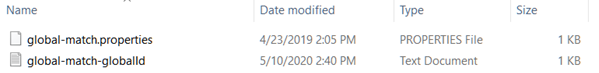 Name Date modified Type Size
global-match.properties 4/23/2019 2:05 PM PROPERTIES File 1 KB
global-match-globalId 5/10/2020 2:40 PM Text Document 1 KB